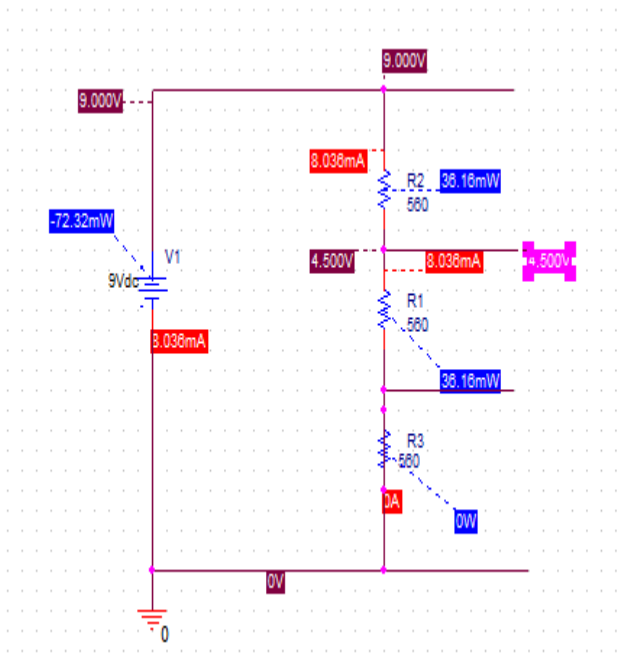 9.000V
9.000V
8.036mA
R2
36.16mW
560
-72.32mW
V1
4.500V
8.036mA
4.500V
9Vdc
R1
560
8.036mA
36.16mW
R3
560
0A
0W
0V
0